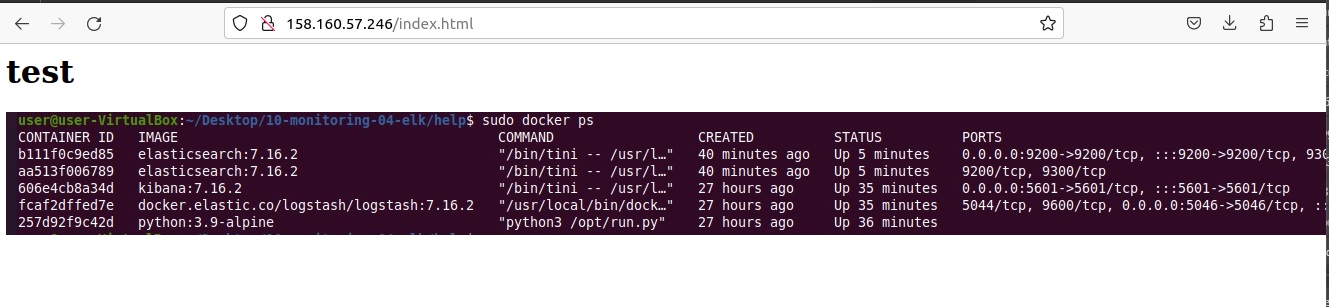 158.160.57.246/index.html
test
user@user-VirtualBox:~/Desktop/10-monitoring-04-elk/help$ sudo docker ps
CONTAINER ID IMAGE COMMAND CREATED STATUS PORTS
b111f0c9ed85 elasticsearch:7.16.2 "/bin/tini -- /usr/l…" 40 minutes ago Up 5 minutes 0.0.0.0:9200->9200/tcp, :::9200->9200/tcp, 930
aa513f006789 elasticsearch:7.16.2 "/bin/tini -- /usr/l…" 40 minutes ago Up 5 minutes 9200/tcp, 9300/tcp
606e4cb8a34d kibana:7.16.2 "/bin/tini -- /usr/l…" 27 hours ago Up 35 minutes 0.0.0.0:5601->5601/tcp, :::5601->5601/tcp
fcaf2dffed7e docker.elastic.co/logstash/logstash:7.16.2 "/usr/local/bin/dock…" 27 hours ago Up 35 minutes 5044/tcp, 9600/tcp, 0.0.0.0:5046->5046/tcp, ::
257d92f9c42d python:3.9-alpine "python3 /opt/run.py" 27 hours ago Up 36 minutes